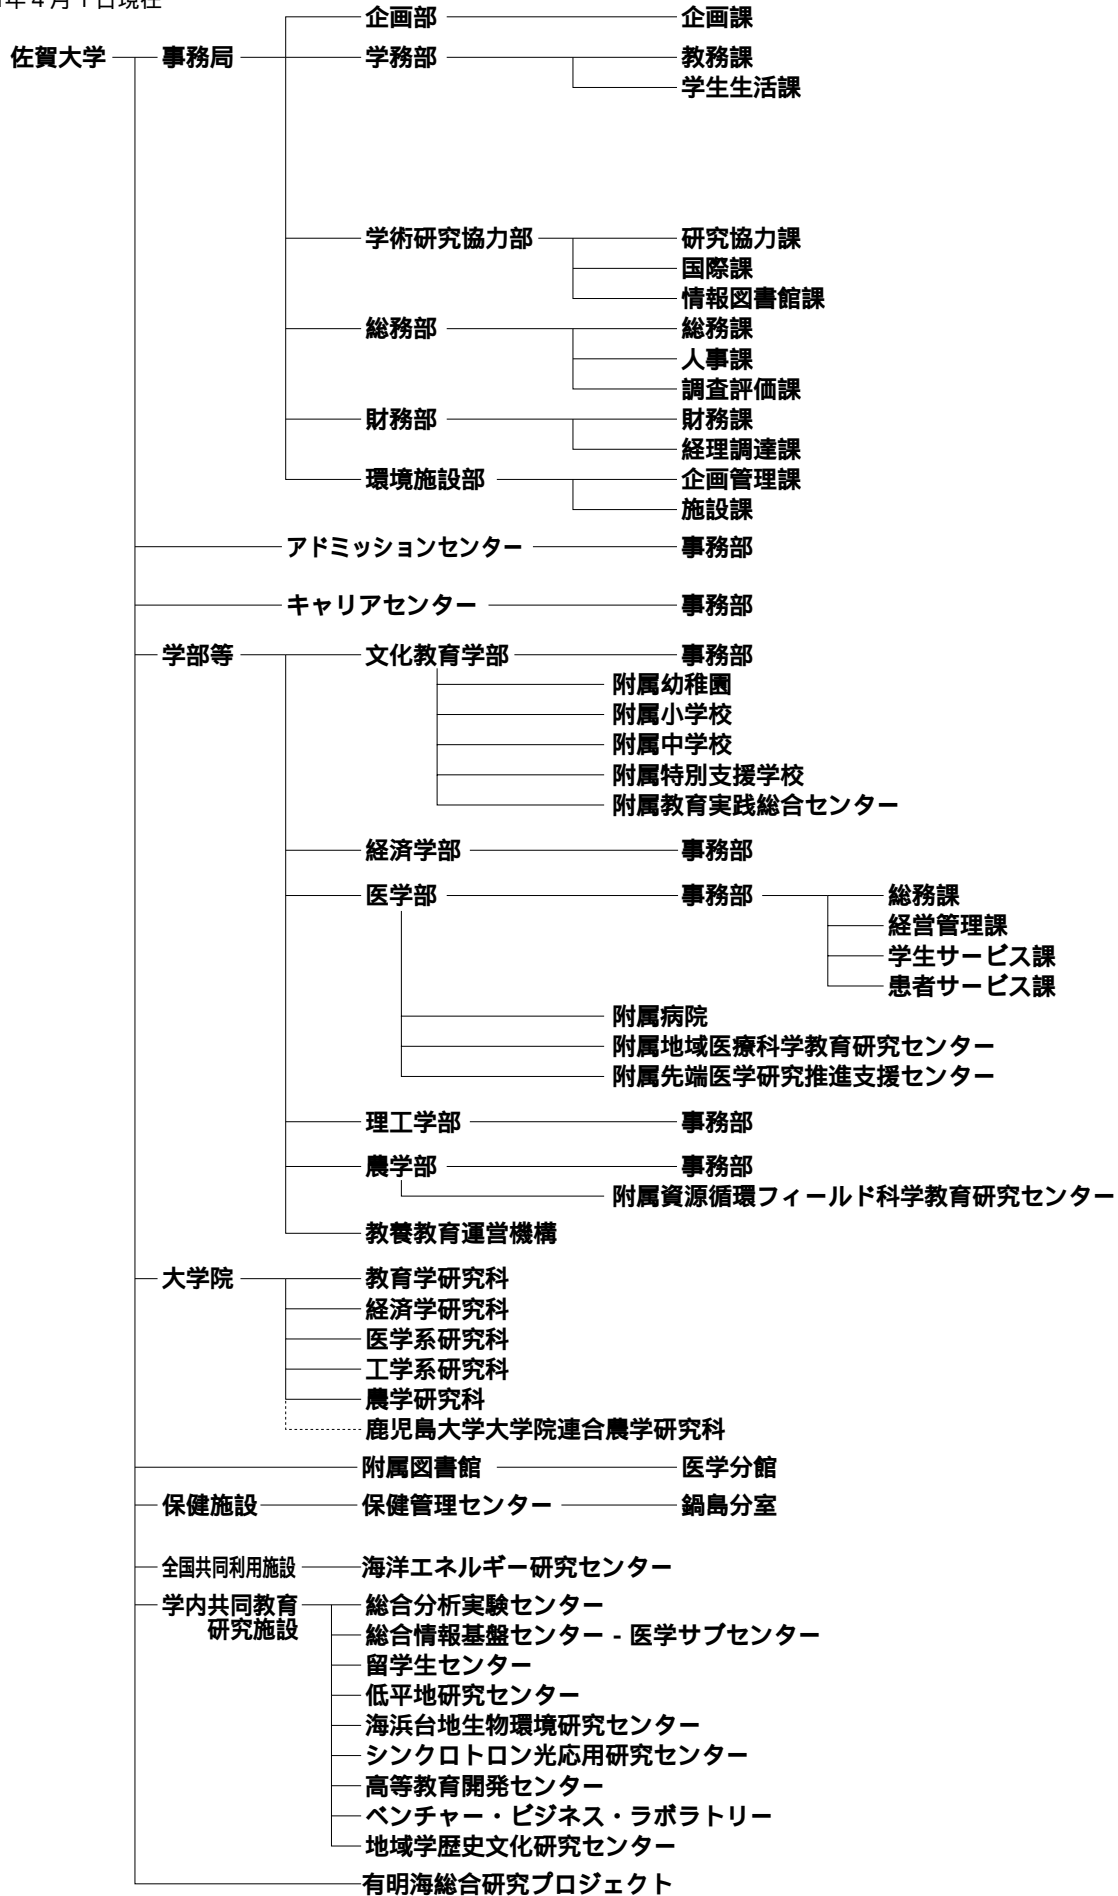 年4月1日現在
企画部 企画課
佐賀大学 事務局 学務部 教務課
学生生活課
学術研究協力部 研究協力課
国際課
情報図書館課
総務部 総務課
人事課
調査評価課
財務部 財務課
経理調達課
環境施設部 企画管理課
施設課
アドミッションセンター 事務部
キャリアセンター 事務部
学部等 文化教育学部 事務部
附属幼稚園
附属小学校
附属中学校
附属特別支援学校
附属教育実践総合センター
経済学部 事務部
医学部 事務部 総務課
経営管理課
学生サービス課
患者サービス課
附属病院
附属地域医療科学教育研究センター
附属先端医学研究推進支援センター
理工学部 事務部
農学部 事務部
附属資源循環フィールド科学教育研究センター
教養教育運営機構
大学院 教育学研究科
経済学研究科
医学系研究科
工学系研究科
農学研究科
鹿児島大学大学院連合農学研究科
附属図書館 医学分館
保健施設 保健管理センター 鍋島分室
全国共同利用施設 海洋エネルギー研究センター
学内共同教育 総合分析実験センター
研究施設
総合情報基盤センター - 医学サブセンター
留学生センター
低平地研究センター
海浜台地生物環境研究センター
シンクロトロン光応用研究センター
高等教育開発センター
ベンチャー・ビジネス・ラボラトリー
地域学歴史文化研究センター
有明海総合研究プロジェクト